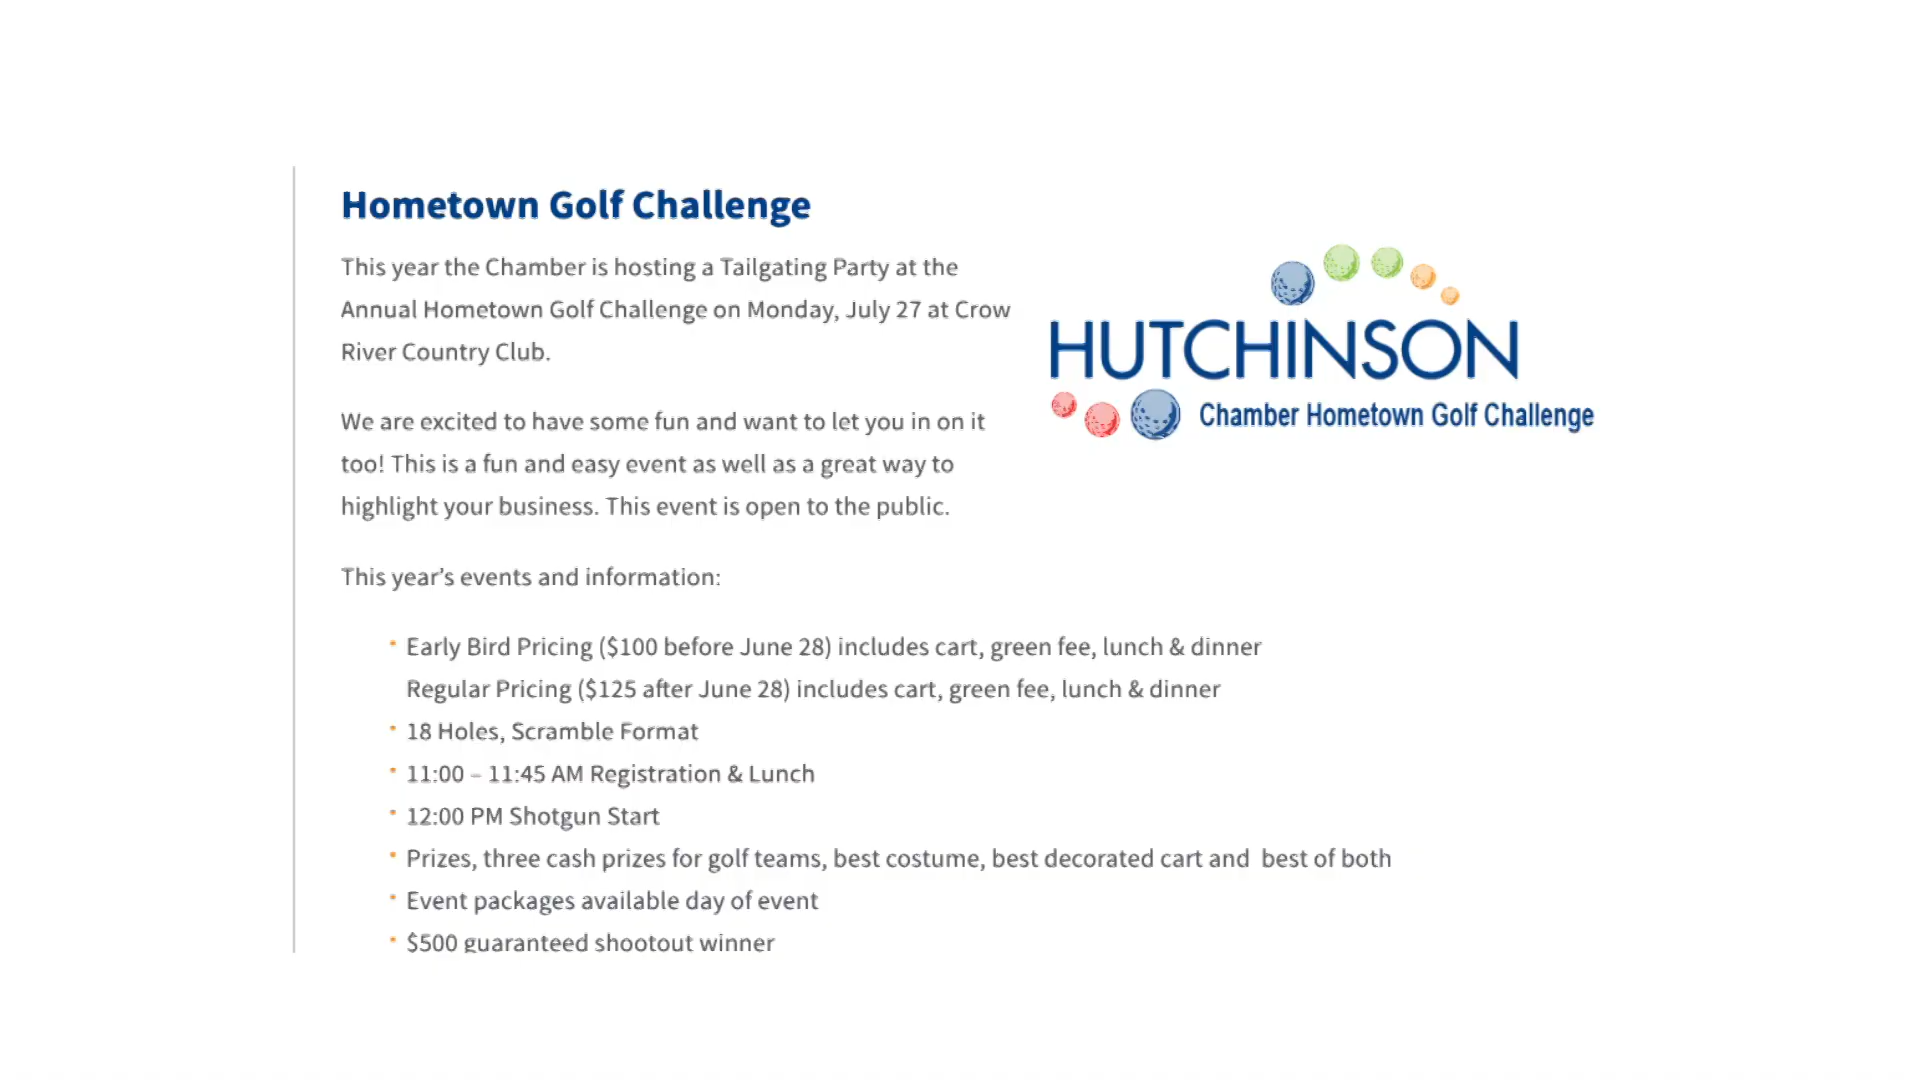 Hometown Golf Challenge
This year the Chamber is hosting a Tailgating Party at the
Annual Hometown Golf Challenge on Monday, July 27 at Crow
River Country Club.
HUTCHINSON
Chamber Hometown Golf Challenge
We are excited to have some fun and want to let you in on it
too! This is a fun and easy event as well as a great way to
highlight your business. This event is open to the public.
This year’s events and information:
Early Bird Pricing ($100 before June 28) includes cart, green fee, lunch & dinner
Regular Pricing ($125 after June 28) includes cart, green fee, lunch & dinner
18 Holes, Scramble Format
11:00 – 11:45 AM Registration & Lunch
12:00 PM Shotgun Start
Prizes, three cash prizes for golf teams, best costume, best decorated cart and  best of both
Event packages available day of event
$500 guaranteed shootout winner